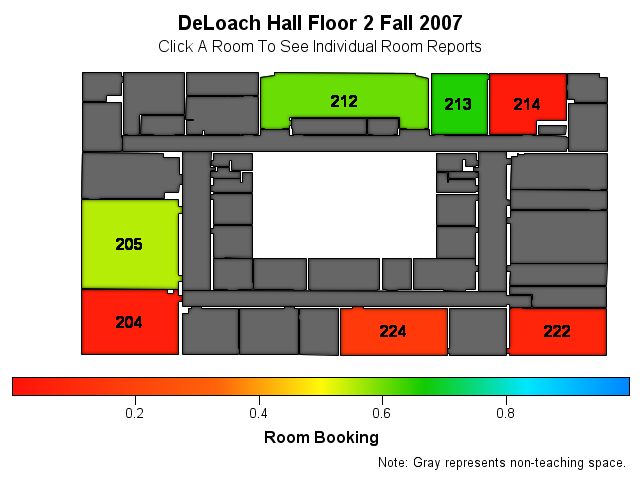 DeLoach Hall Floor 2 Fall 2007
Click A Room To See Individual Room Reports
212
213
214
205
204
224
222
0.2
0.4
0.6
0.8
Room Booking
Note: Gray represents non-teaching space.